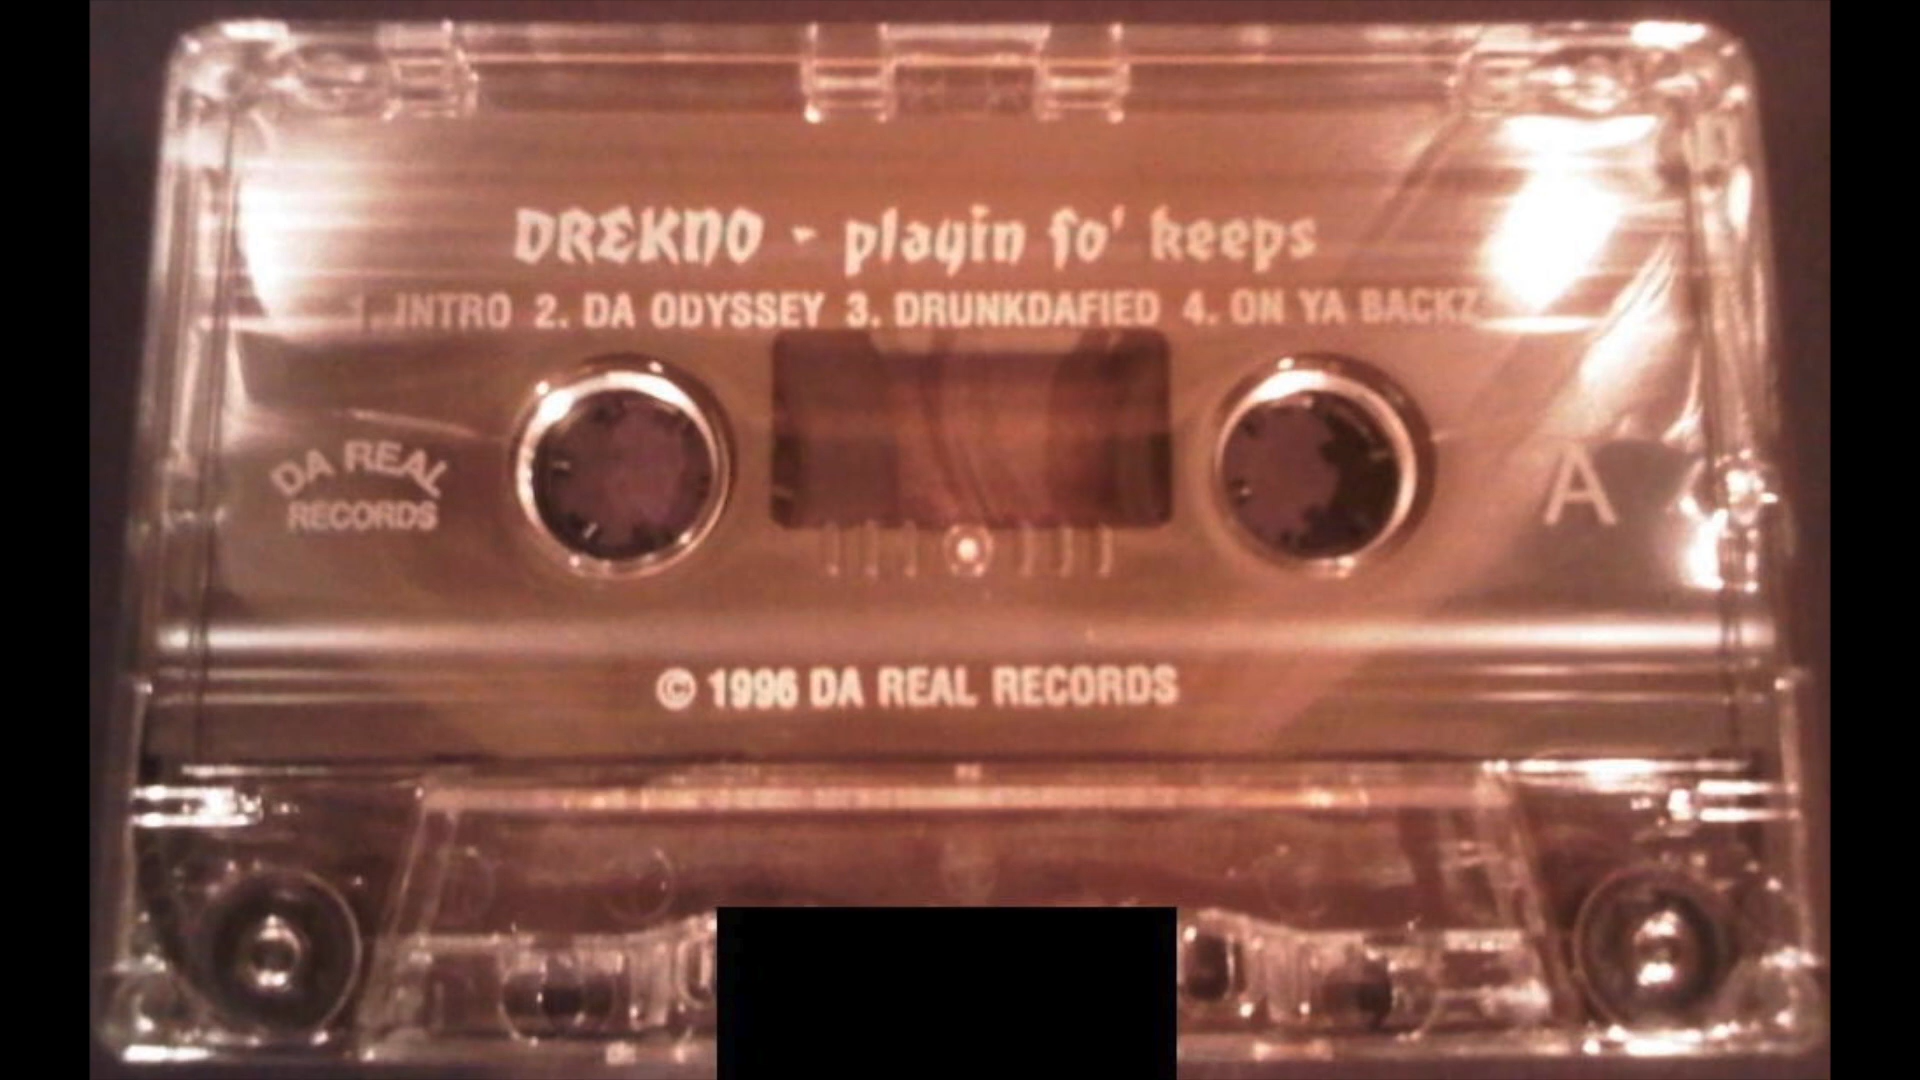 DREKNO - playin fo' keeps
1. INTRO 2. DA ODYSSEY 3. DRUNKDAFIED 4. ON YA BACKZ
DA REAL
RECORDS
A
© 1996 DA REAL RECORDS